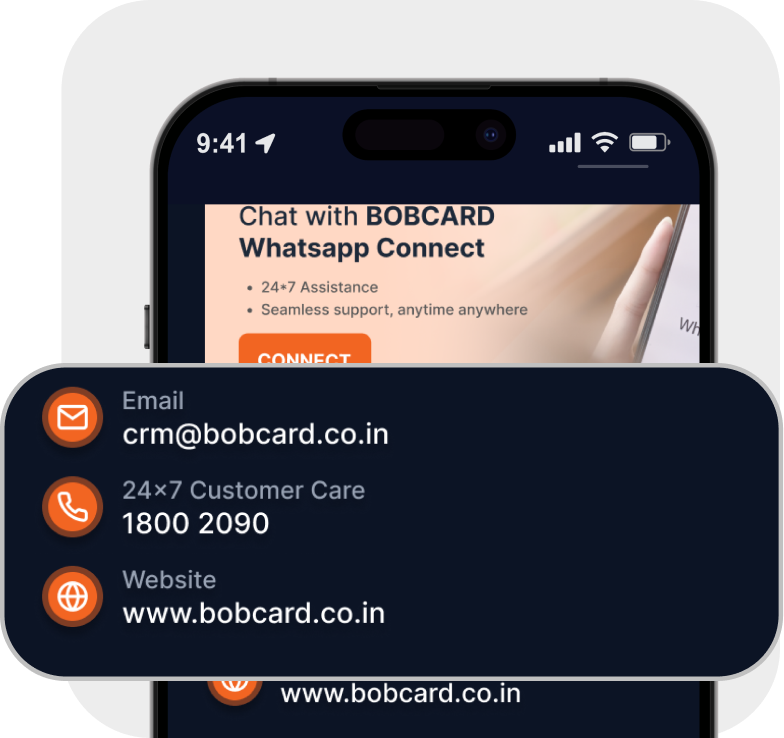 9:41
Chat with BOBCARD
Whatsapp Connect
• 24*7 Assistance
• Seamless support, anytime anywhere
CONNECT
WH
Email
crm@bobcard.co.in
24×7 Customer Care
1800 2090
Website
www.bobcard.co.in
www.bobcard.co.in